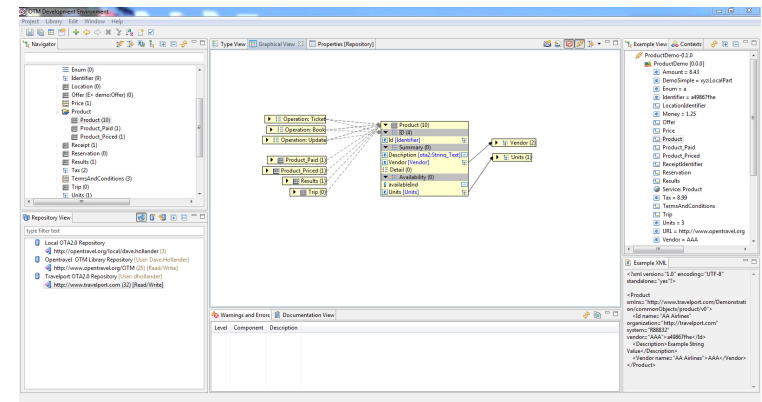 OTM Development Environment
Project Library Edit Window Help
Navigator
Enum (0)
Identifier (9)
Location (0)
Offer (E+ demo:Offer) (0)
Price (1)
Product
Product (10)
Product_Paid (1)
Product_Priced (1)
Receipt (1)
Reservation (0)
Results (1)
Tax (2)
TermsAndConditions (3)
Trip (0)
Units (1)
Repository View
type filter text
Local OTA2.0 Repository
http://opentravel.org/local/dave.hollander (3)
Opentravel OTM Library Repository [User: Dave.Hollander]
http://www.opentravel.org/OTM (25) [Read/Write]
Travelport OTA2.0 Repository [User: dhollander]
http://www.travelport.com (32) [Read/Write]
Type View
Graphical View
Properties [Repository]
Operation: Ticket
Operation: Book
Operation: Update
Product_Paid (1)
Product_Priced (1)
Results (1)
Trip (0)
Product (10)
ID (4)
Id [Identifier]
Summary (0)
Description [ota2:String_Text]
Vendor [Vendor]
Detail (0)
Availability (0)
availableInd
Units [Units]
Vendor (2)
Units (1)
Warnings and Errors
Documentation View
Level Component Description
Example View
Contexts
ProductDemo-0.1.0
ProductDemo [0.0.0]
Amount = 8.43
DemoSimple = xyz:LocalPart
Enum = a
Identifier = a49867fhe
LocationIdentifier
Money = 1.25
Offer
Price
Product
Product_Paid
Product_Priced
ReceiptIdentifier
Reservation
Results
Service: Product
Tax = 8.99
TermsAndConditions
Trip
Units = 3
URL = http://www.opentravel.org
Vendor = AAA
Example XML
<?xml version="1.0" encoding="UTF-8"
standalone="yes"?>
<Product
xmlns="http://www.travelport.com/Demonstrati
on/commonObjects/product/v0">
<Id name="AA Airlines"
organization="http://travelport.com"
system="R88832"
vendor="AAA">a49867fhe</Id>
<Description>Example String
Value</Description>
<Vendor name="AA Airlines">AAA</Vendor>
</Product>